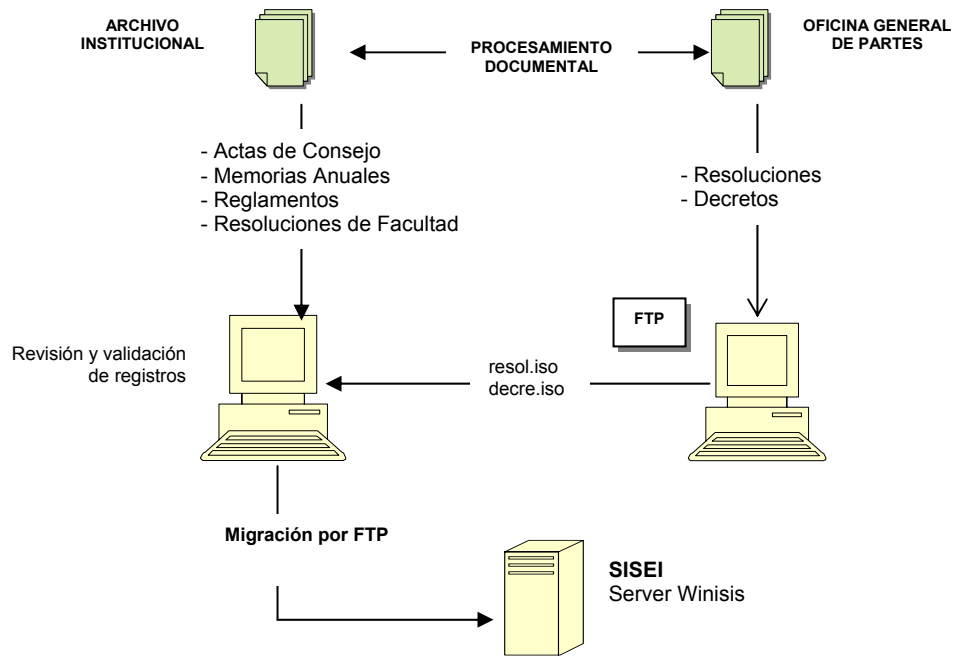 ARCHIVO
INSTITUCIONAL
PROCESAMIENTO
DOCUMENTAL
OFICINA GENERAL
DE PARTES
- Actas de Consejo
- Memorias Anuales
- Reglamentos
- Resoluciones de Facultad
- Resoluciones
- Decretos
FTP
Revisión y validación
de registros
resol.iso
decre.iso
Migración por FTP
SISEI
Server Winisis